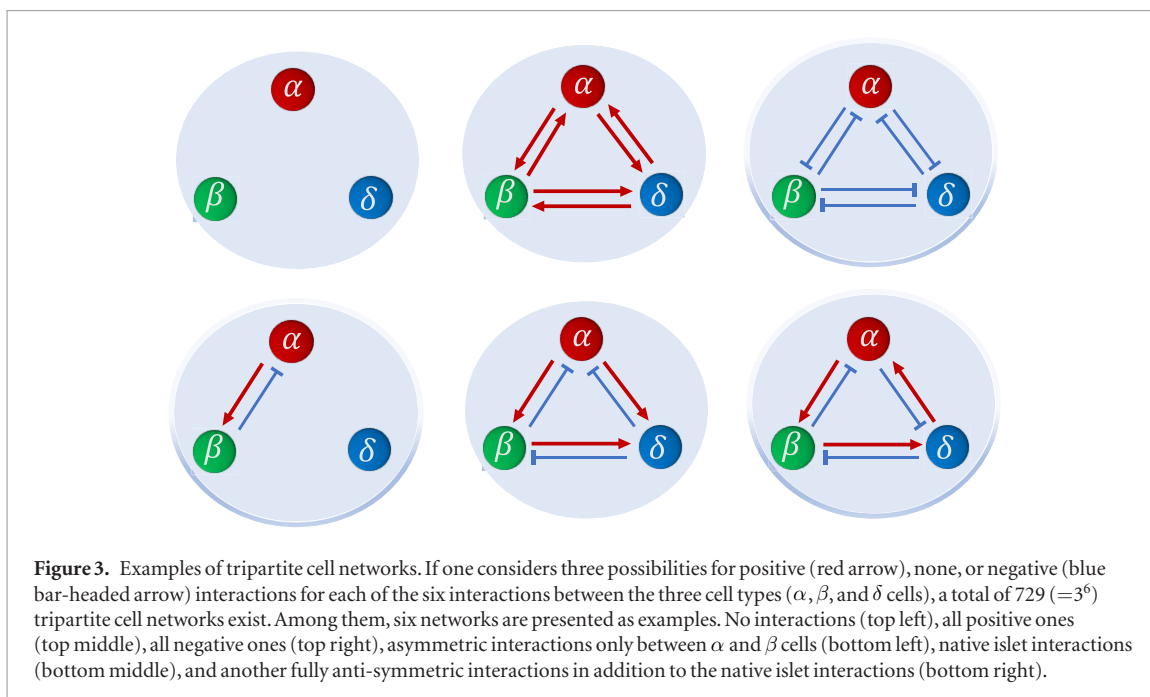 α
β
δ
α
β
δ
α
β
δ
α
β
δ
α
β
δ
α
β
δ
Figure 3. Examples of tripartite cell networks. If one considers three possibilities for positive (red arrow), none, or negative (blue
bar-headed arrow) interactions for each of the six interactions between the three cell types (α, β, and δ cells), a total of 729 (=3⁶)
tripartite cell networks exist. Among them, six networks are presented as examples. No interactions (top left), all positive ones
(top middle), all negative ones (top right), asymmetric interactions only between α and β cells (bottom left), native islet interactions
(bottom middle), and another fully anti-symmetric interactions in addition to the native islet interactions (bottom right).